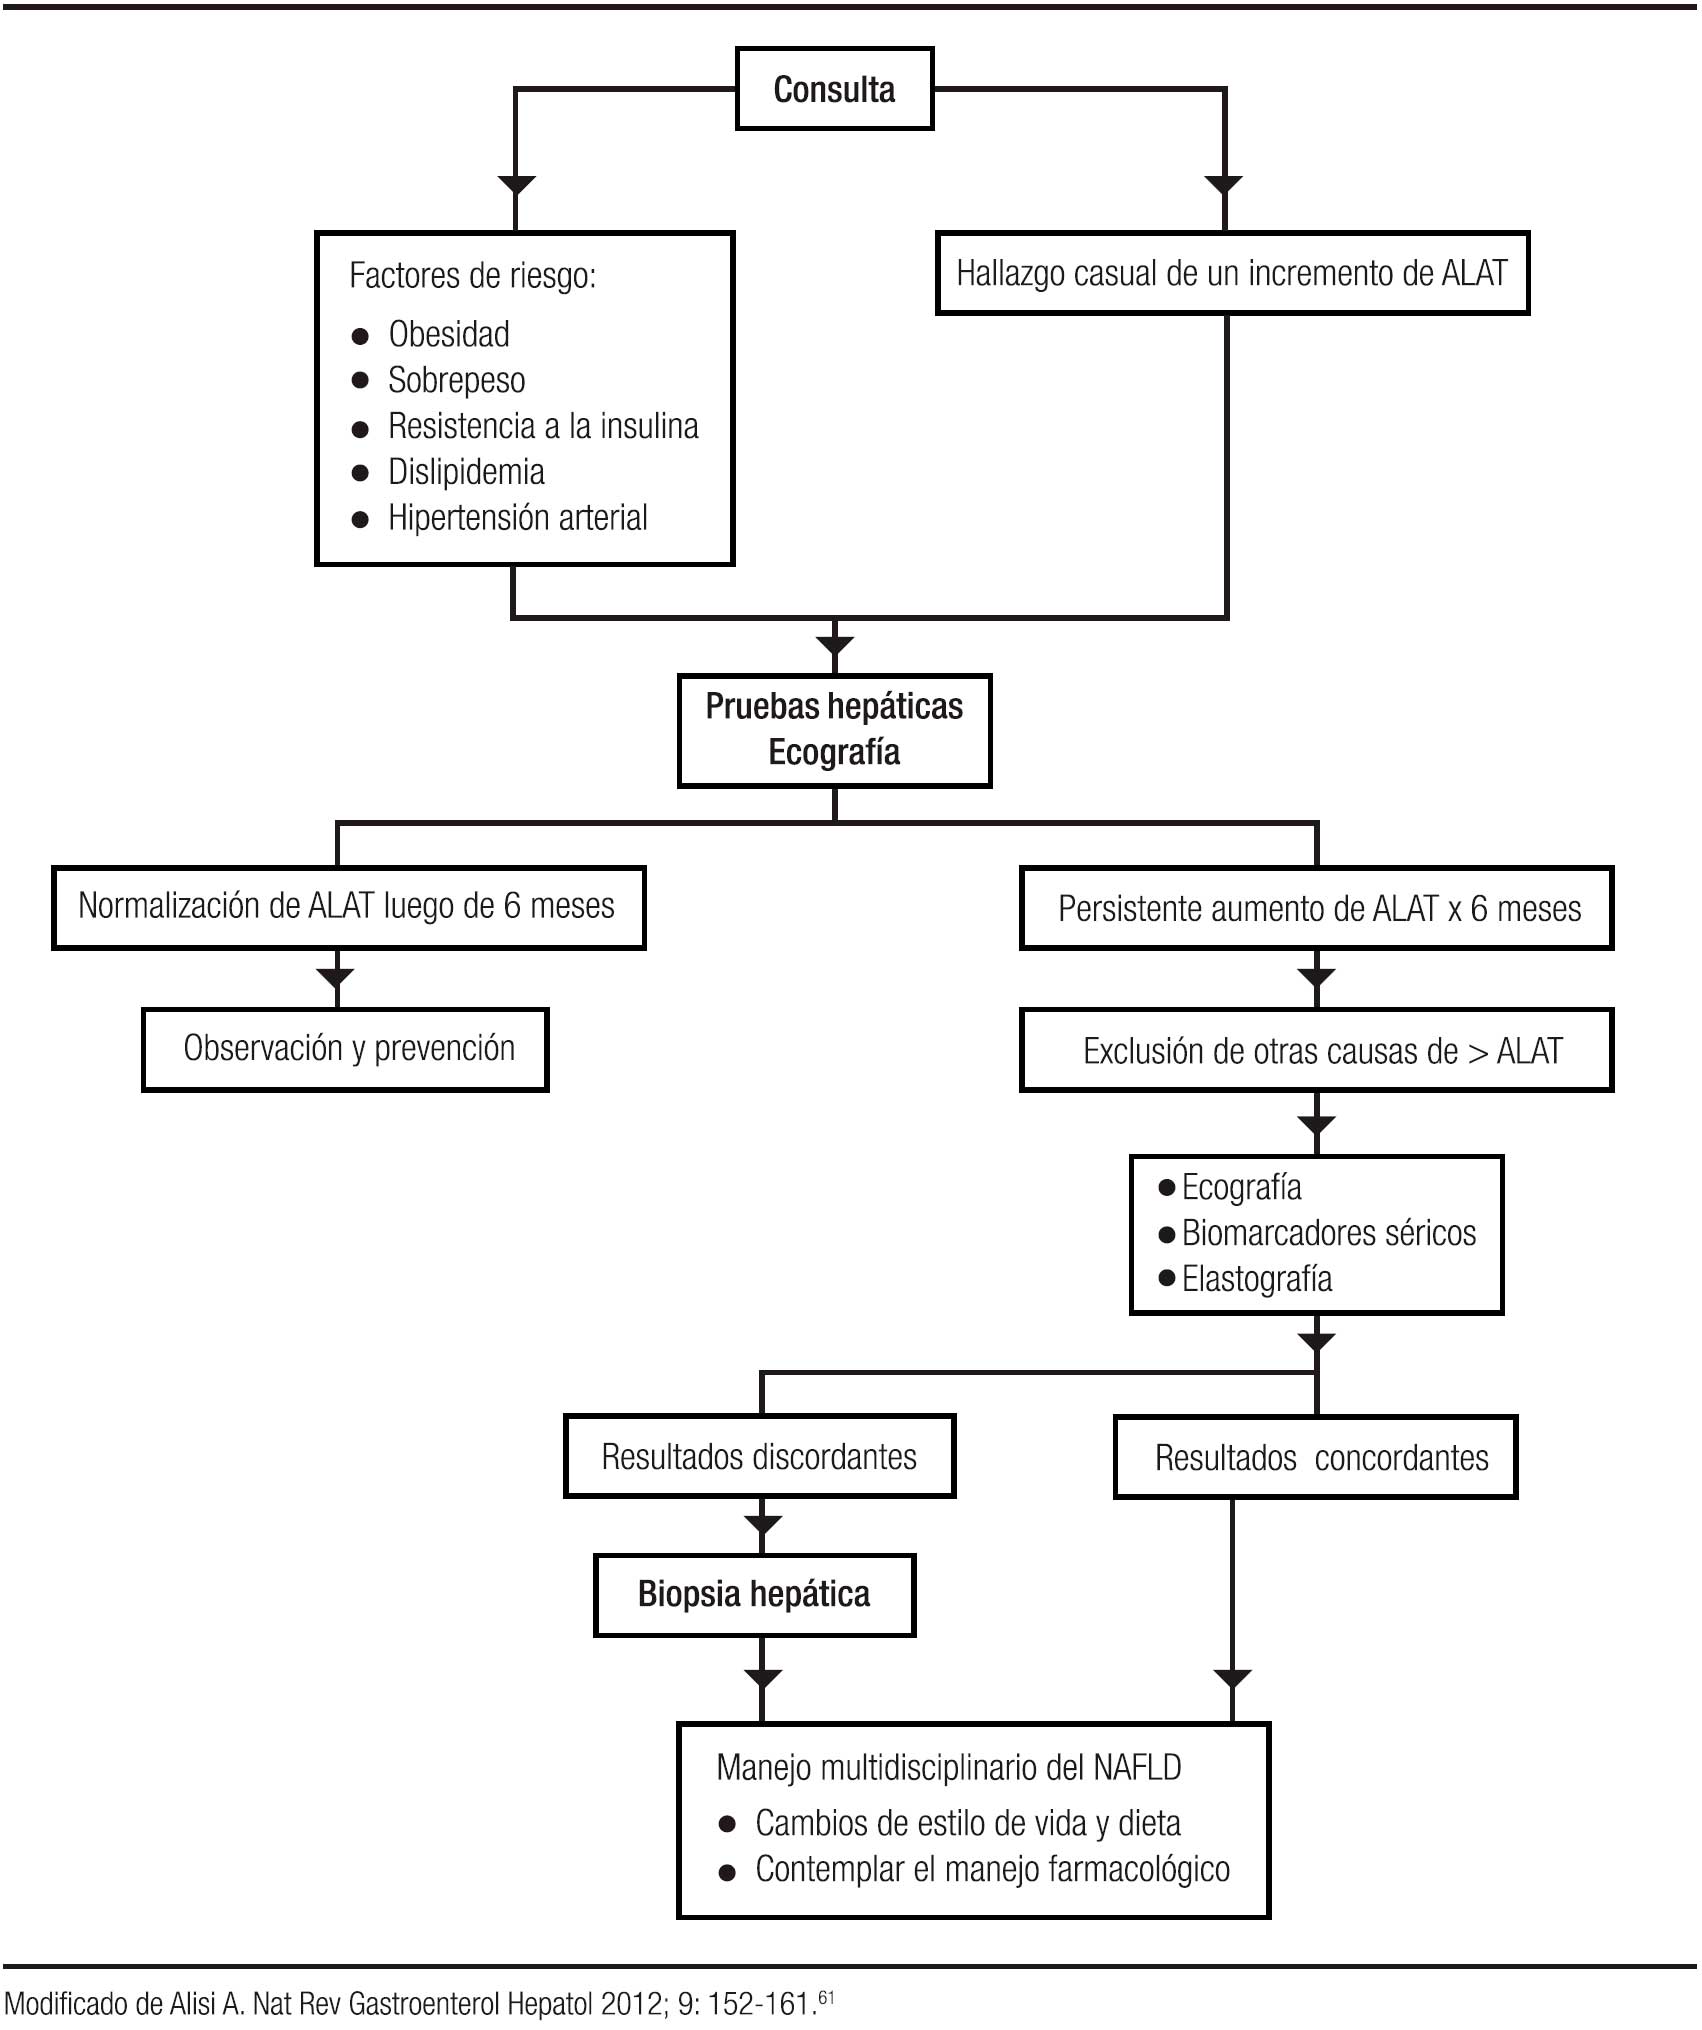 Consulta
Factores de riesgo:
● Obesidad
● Sobrepeso
● Resistencia a la insulina
● Dislipidemia
● Hipertensión arterial
Hallazgo casual de un incremento de ALAT
Pruebas hepáticas
Ecografía
Normalización de ALAT luego de 6 meses
Persistente aumento de ALAT x 6 meses
Observación y prevención
Exclusión de otras causas de > ALAT
● Ecografía
● Biomarcadores séricos
● Elastografía
Resultados discordantes
Resultados concordantes
Biopsia hepática
Manejo multidisciplinario del NAFLD
● Cambios de estilo de vida y dieta
● Contemplar el manejo farmacológico
Modificado de Alisi A. Nat Rev Gastroenterol Hepatol 2012; 9: 152-161.61